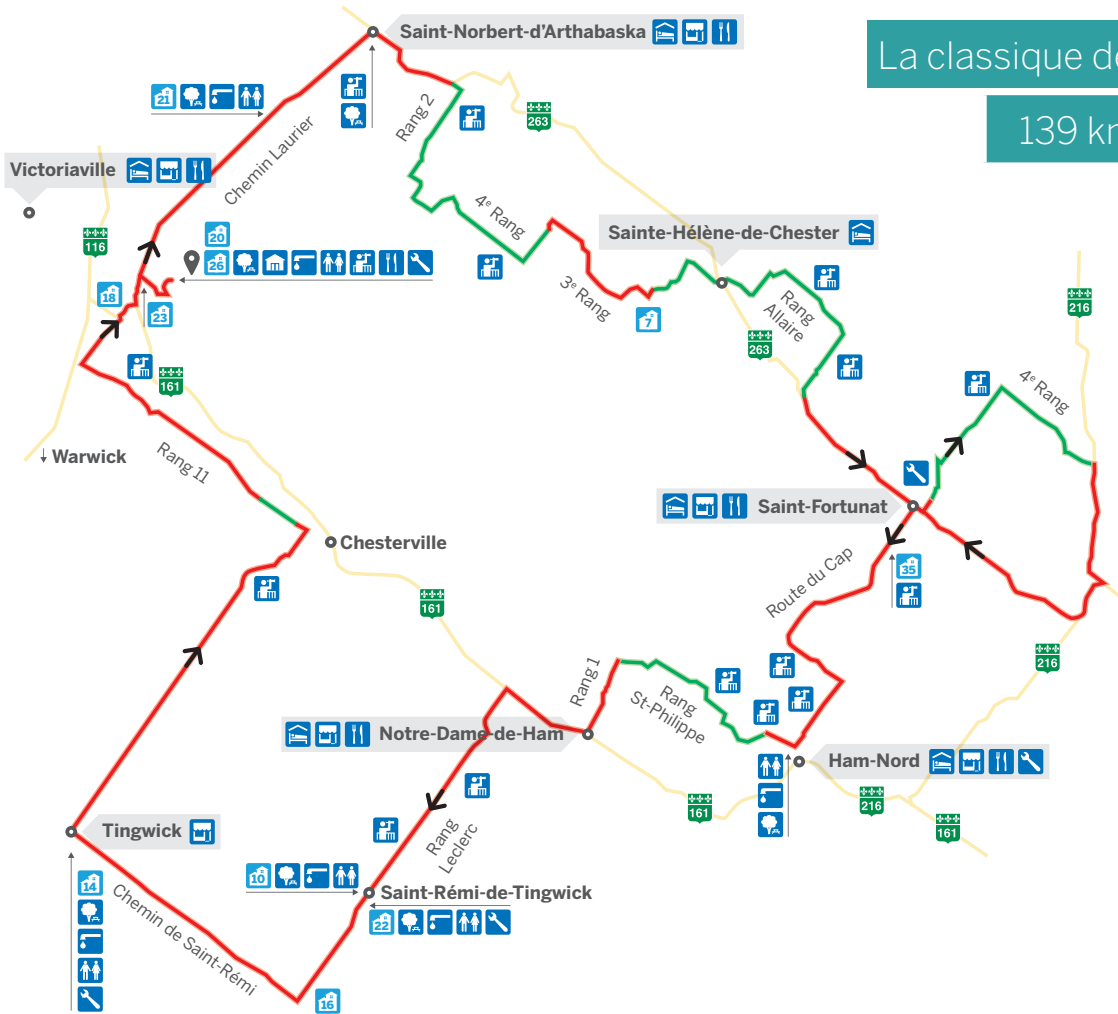 Saint-Norbert-d'Arthabaska
La classique de
139 km
21
Chemin Laurier
Rang 2
263
Victoriaville
116
4e Rang
20
26
Sainte-Hélène-de-Chester
18
23
3e Rang
7
Rang
Allaire
263
216
161
4e Rang
↓ Warwick
Rang 11
Saint-Fortunat
Chesterville
35
Route du Cap
161
216
Rang 1
Rang
St-Philippe
Notre-Dame-de-Ham
Ham-Nord
161
216
161
Tingwick
Rang
Leclerc
10
Saint-Rémi-de-Tingwick
14
22
Chemin de Saint-Rémi
16